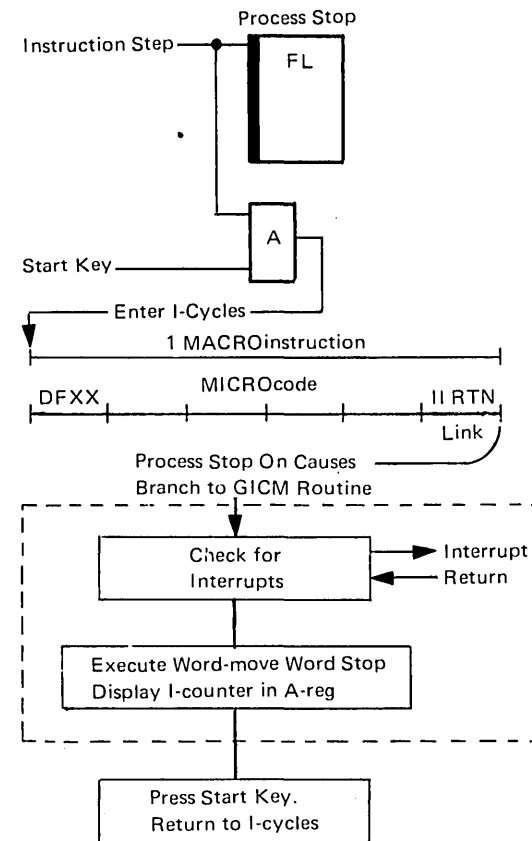 Process Stop
Instruction Step
FL
A
Start Key
Enter I-Cycles
1 MACROinstruction
MICROcode
DFXX
II RTN
Link
Process Stop On Causes
Branch to GICM Routine
Check for
Interrupts
Interrupt
Return
Execute Word-move Word Stop
Display I-counter in A-reg
Press Start Key.
Return to I-cycles